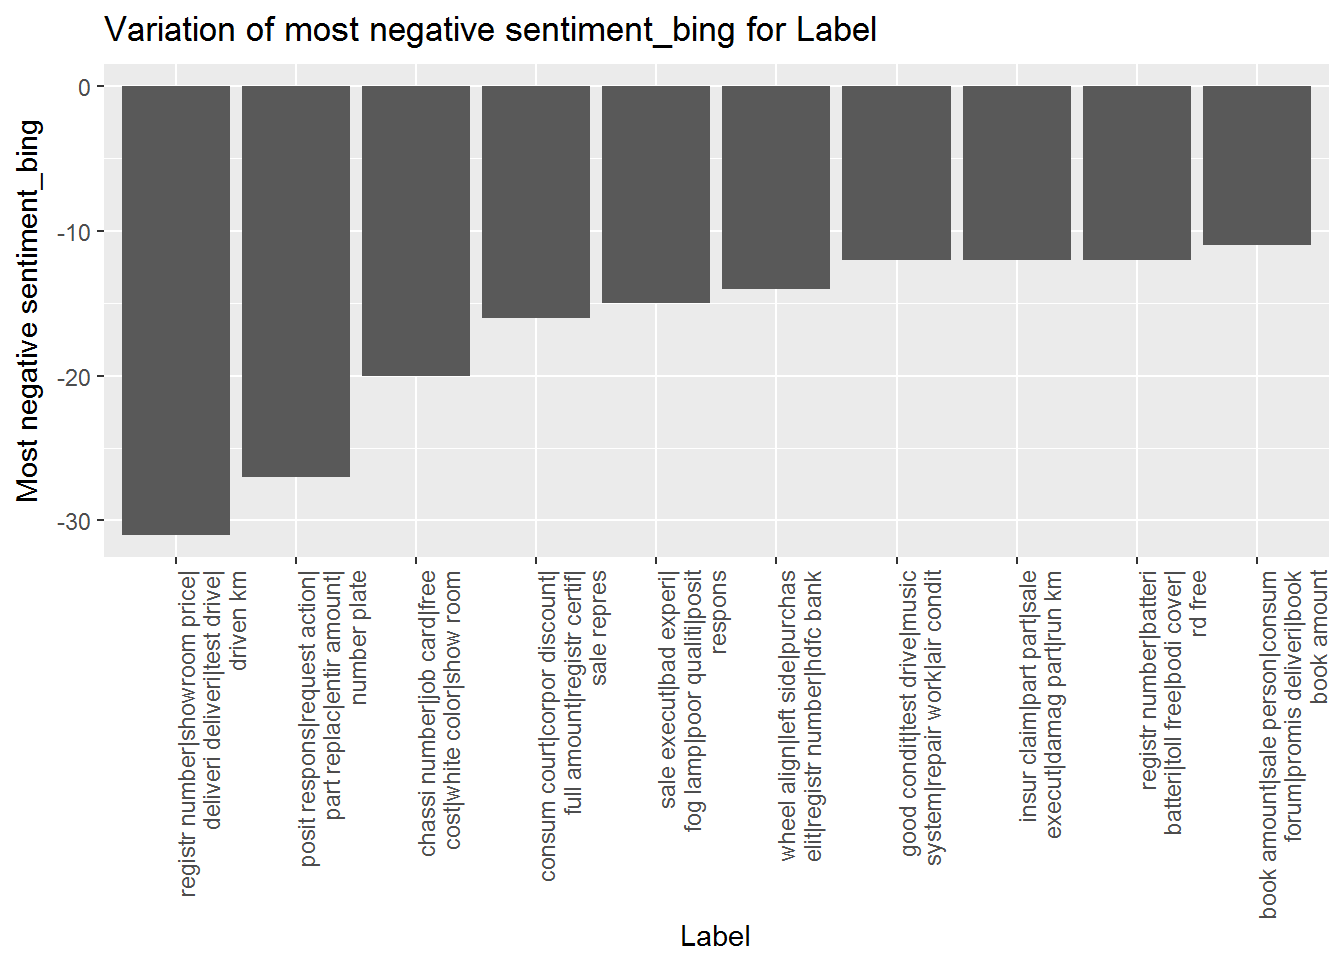 Variation of most negative sentiment_bing for Label
Most negative sentiment_bing
0
-10
-20
-30
registr number|showroom price|
deliveri deliveri|test drive|
driven km
posit respons|request action|
part replac|entir amount|
number plate
chassi number|job card|free
cost|white color|show room
consum court|corpor discount|
full amount|registr certif|
sale repres
sale execut|bad experi|
fog lamp|poor qualiti|posit
respons
wheel align|left side|purchas
elit|registr number|hdfc bank
good condit|test drive|music
system|repair work|air condit
insur claim|part part|sale
execut|damag part|run km
registr number|batteri
batteri|toll free|bodi cover|
rd free
book amount|sale person|consum
forum|promis deliveri|book
book amount
Label